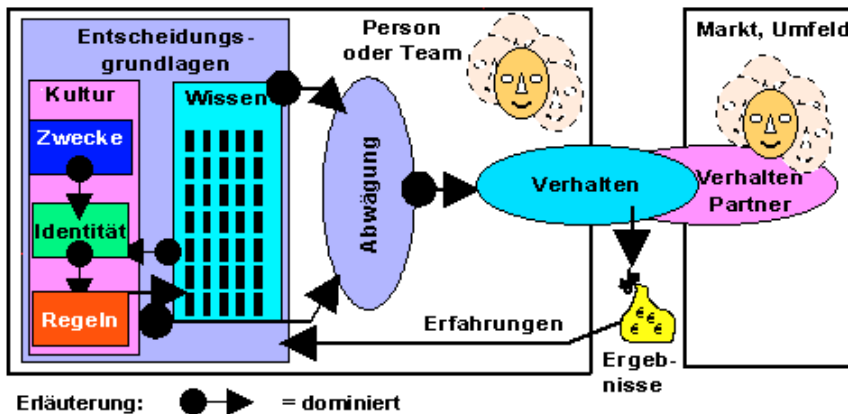 Entscheidungs-
grundlagen
Person
oder Team
Markt, Umfeld
Kultur
Wissen
Zwecke
Identität
Regeln
Abwägung
Verhalten
Verhalten
Partner
Erfahrungen
Ergeb-
nisse
€ € € €
Erläuterung: = dominiert